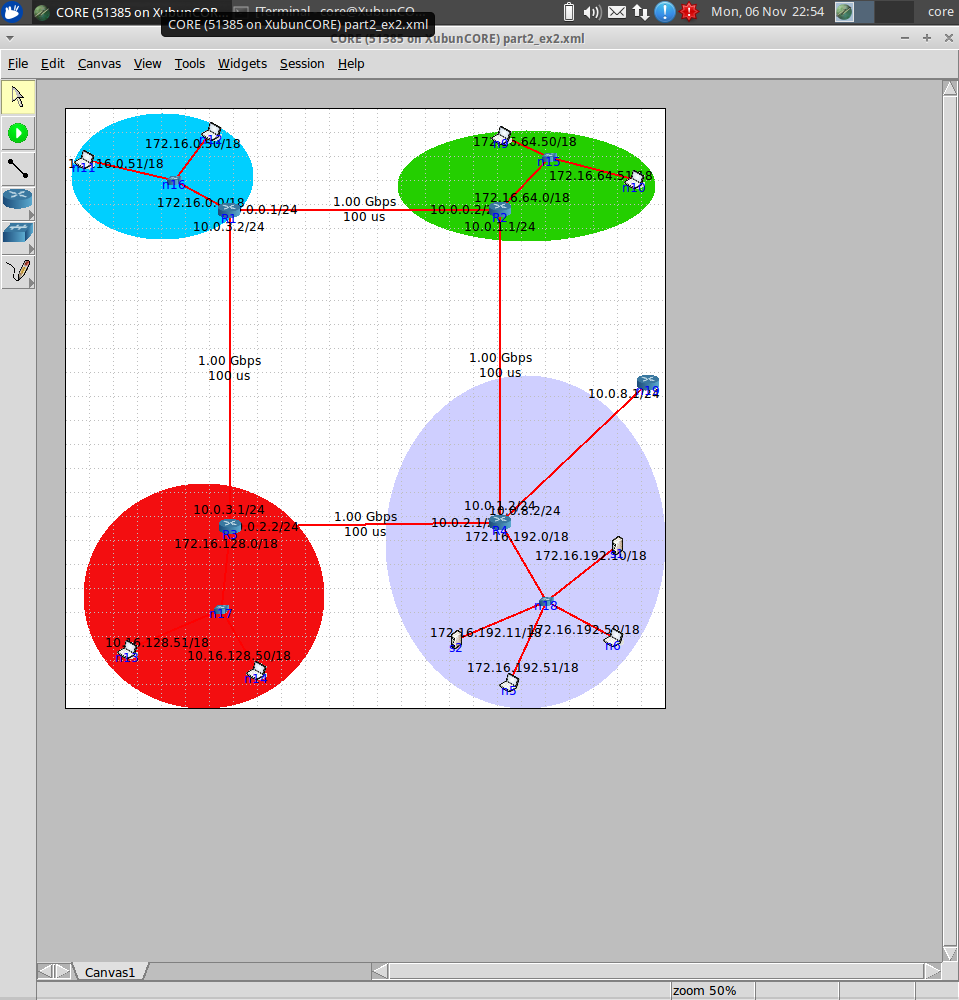 CORE (51385 on XubunCOR...
[Terminal - core@XubunCO...
Mon, 06 Nov 22:54
core
CORE (51385 on XubunCORE) part2_ex2.xml
CORE (51385 on XubunCORE) part2_ex2.xml
File Edit Canvas View Tools Widgets Session Help
172.16.0.50/18
172.16.0.51/18
n11
n16
172.16.0.0/18
R1
10.0.0.1/24
10.0.3.2/24
1.00 Gbps
100 us
172.16.64.50/18
n15
172.16.64.51/18
n10
172.16.64.0/18
10.0.0.2/24
R2
10.0.1.1/24
1.00 Gbps
100 us
1.00 Gbps
100 us
10.0.8.1/24
n19
10.0.3.1/24
10.0.2.2/24
R3
172.16.128.0/18
1.00 Gbps
100 us
10.0.1.2/24
10.0.8.2/24
10.0.2.1/24
R4
172.16.192.0/18
172.16.192.10/18
n17
n18
10.16.128.51/18
n13
10.16.128.50/18
n14
172.16.192.11/18
s2
172.16.192.50/18
n6
172.16.192.51/18
n5
Canvas1
zoom 50%